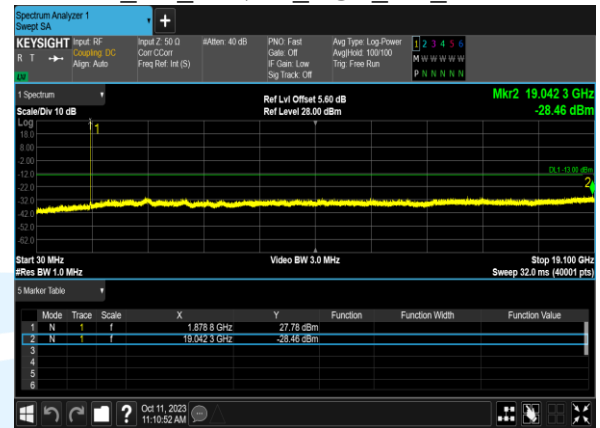 Spectrum Analyzer 1
Swept SA
KEYSIGHT
R T
Input: RF
Coupling: DC
Align: Auto
Input Z: 50 Ω
Corr CCorr
Freq Ref: Int (S)
#Atten: 40 dB
PNO: Fast
Gate: Off
IF Gain: Low
Sig Track: Off
Avg Type: Log-Power
Avg|Hold: 100/100
Trig: Free Run
1 2 3 4 5 6
M W W W W W
P N N N N N
1 Spectrum
Scale/Div 10 dB
Ref Lvl Offset 5.60 dB
Ref Level 28.00 dBm
Mkr2 19.042 3 GHz
-28.46 dBm
Log
1
18.0
8.00
-2.00
-12.0
DL1 -13.00 dBm
-22.0
2
-32.0
-42.0
-52.0
-62.0
Start 30 MHz
#Res BW 1.0 MHz
Video BW 3.0 MHz
Stop 19.100 GHz
Sweep 32.0 ms (40001 pts)
5 Marker Table
Mode Trace Scale X Y Function Function Width Function Value
1 N 1 f 1.878 8 GHz 27.78 dBm
2 N 1 f 19.042 3 GHz -28.46 dBm
3
4
5
6
?
Oct 11, 2023
11:10:52 AM